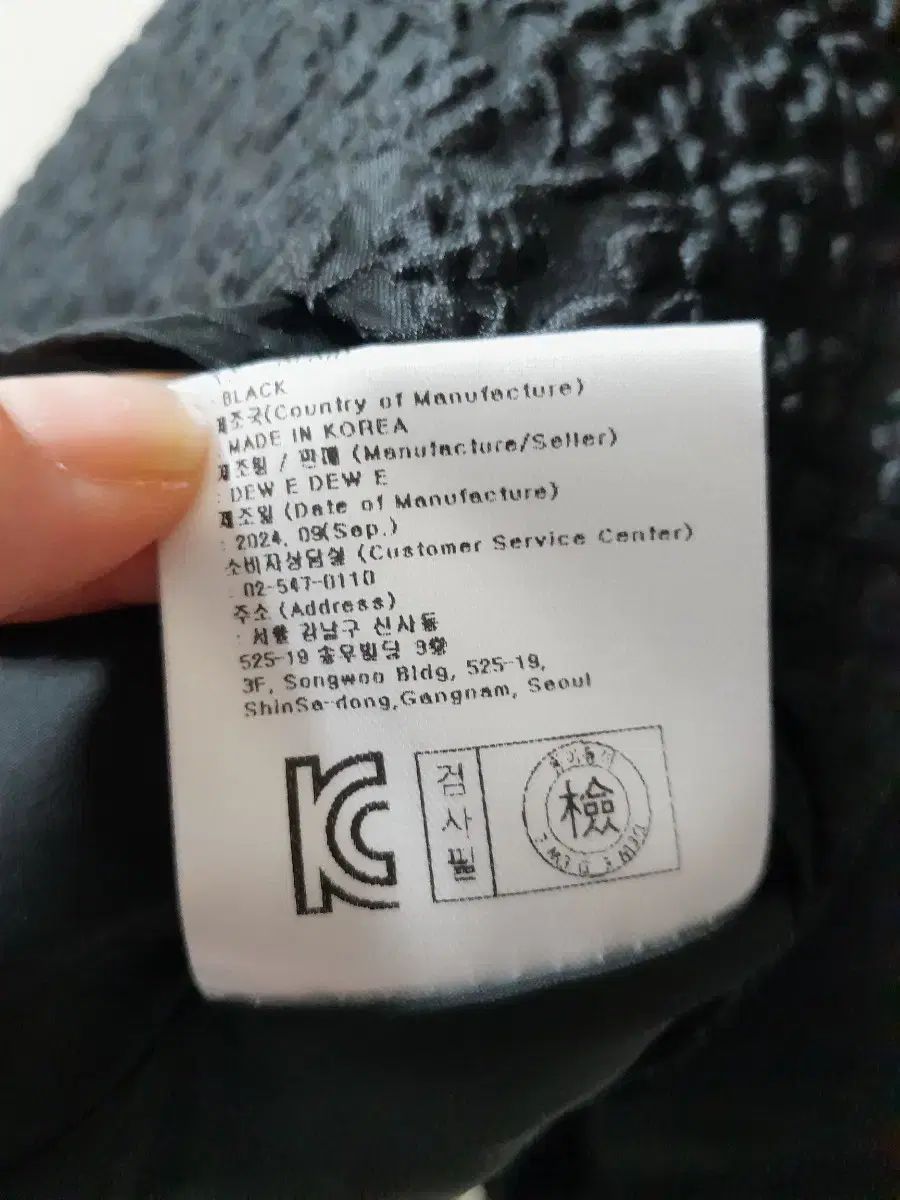 : BLACK
제조국(Country of Manufacture)
: MADE IN KOREA
제조원 / 판매 (Manufacture/Seller)
: DEW E DEW E
제조일 (Date of Manufacture)
: 2024. 09(Sep.)
소비자상담실 (Customer Service Center)
: 02-547-0110
주소 (Address)
: 서울 강남구 신사동
525-19 송우빌딩 3층
3F, Songwoo Bldg, 525-19,
ShinSa-dong,Gangnam, Seoul
KC
검사필
檢